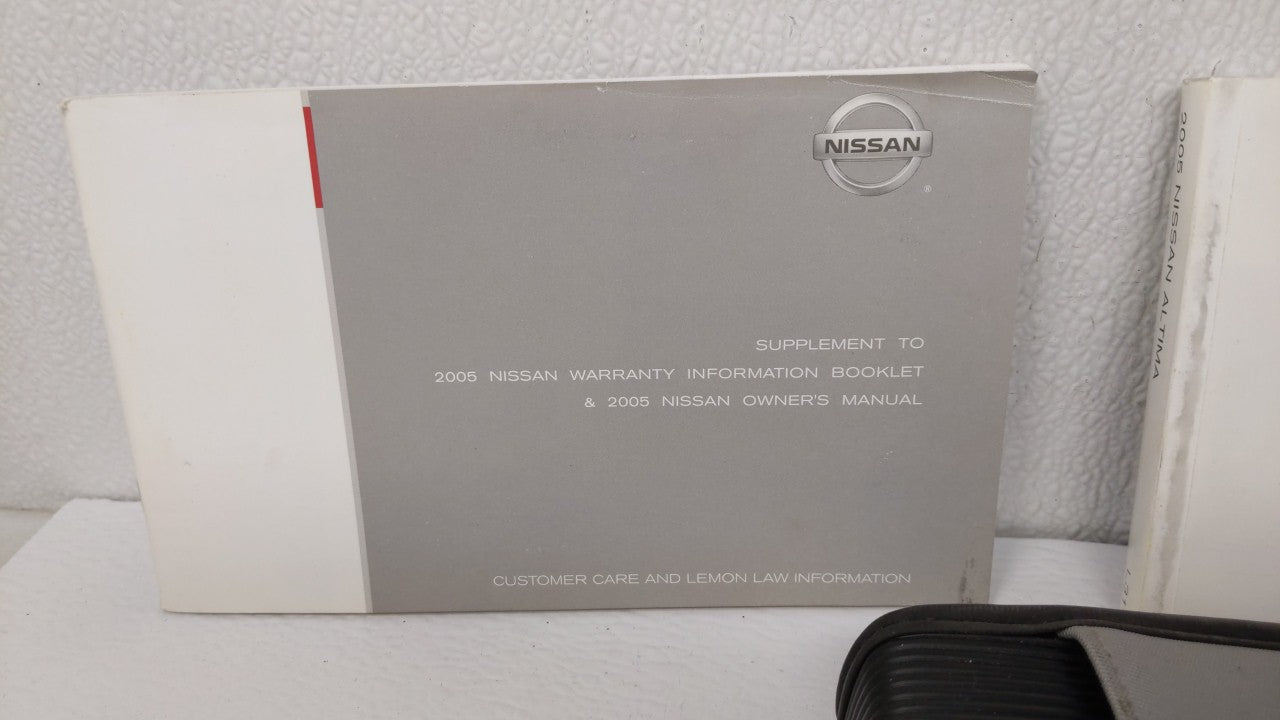 NISSAN
®
SUPPLEMENT TO
2005 NISSAN WARRANTY INFORMATION BOOKLET
& 2005 NISSAN OWNER'S MANUAL
CUSTOMER CARE AND LEMON LAW INFORMATION
2005 NISSAN ALTIMA